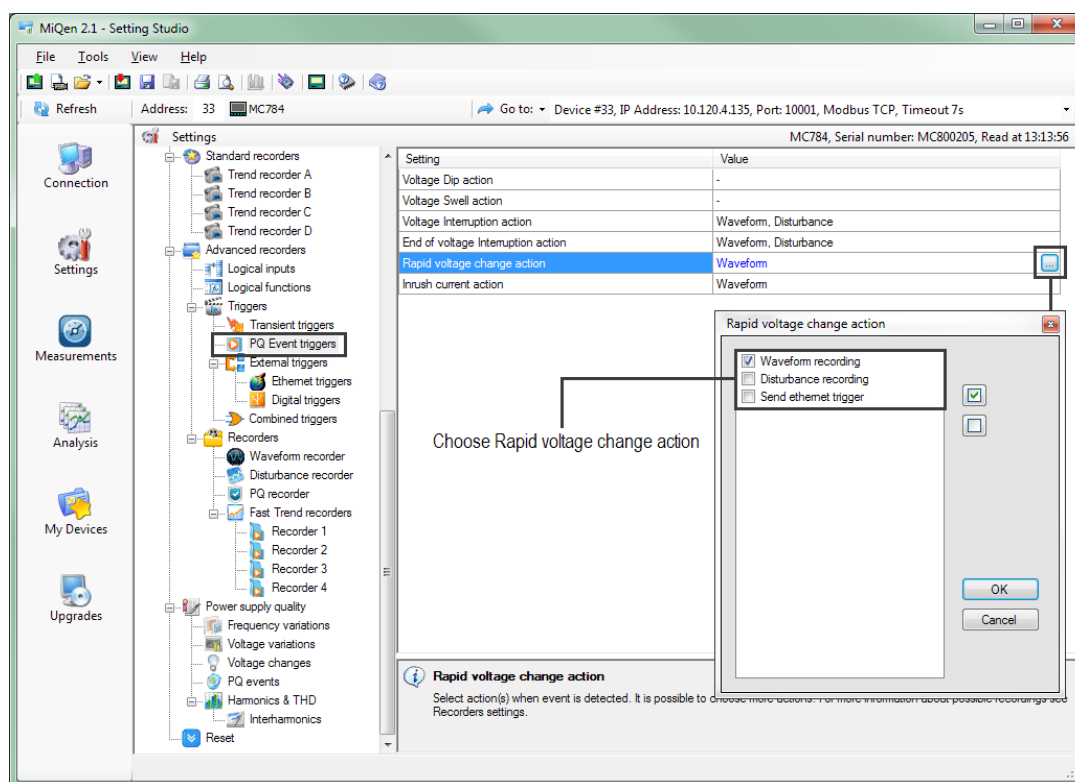 MiQen 2.1 - Setting Studio
File Tools View Help
Refresh Address: 33 MC784 Go to: Device #33, IP Address: 10.120.4.135, Port: 10001, Modbus TCP, Timeout 7s
Settings MC784, Serial number: MC800205, Read at 13:13:56
Connection
Settings
Measurements
Analysis
My Devices
Upgrades
Standard recorders
Trend recorder A
Trend recorder B
Trend recorder C
Trend recorder D
Advanced recorders
Logical inputs
Logical functions
Triggers
Transient triggers
PQ Event triggers
External triggers
Ethernet triggers
Digital triggers
Combined triggers
Recorders
Waveform recorder
Disturbance recorder
PQ recorder
Fast Trend recorders
Recorder 1
Recorder 2
Recorder 3
Recorder 4
Power supply quality
Frequency variations
Voltage variations
Voltage changes
PQ events
Harmonics & THD
Interharmonics
Reset
Setting Value
Voltage Dip action -
Voltage Swell action -
Voltage Interruption action Waveform, Disturbance
End of voltage Interruption action Waveform, Disturbance
Rapid voltage change action Waveform ...
Inrush current action Waveform
Rapid voltage change action
Waveform recording
Disturbance recording
Send ethernet trigger
OK
Cancel
Choose Rapid voltage change action
Rapid voltage change action
Select action(s) when event is detected. It is possible to choose more actions. For more information about possible recordings see
Recorders settings.